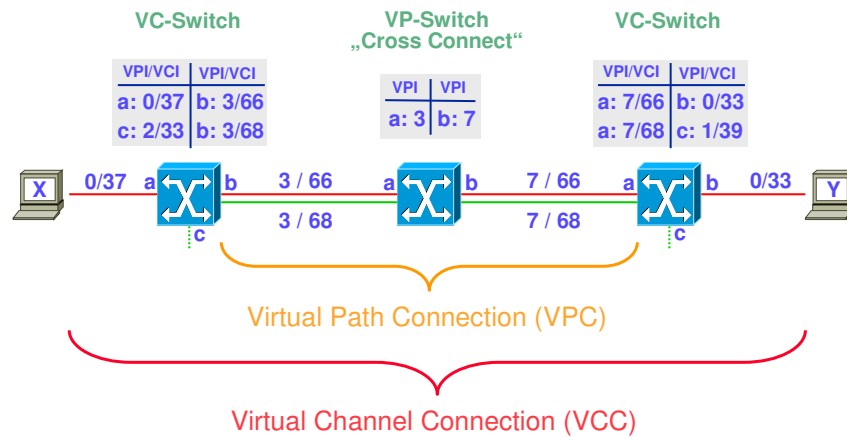 VC-Switch
VP-Switch
„Cross Connect“
VC-Switch
VPI/VCI VPI/VCI
a: 0/37 b: 3/66
c: 2/33 b: 3/68
VPI VPI
a: 3 b: 7
VPI/VCI VPI/VCI
a: 7/66 b: 0/33
a: 7/68 c: 1/39
X 0/37 a b 3 / 66 a b 7 / 66 a b 0/33 Y
3 / 68 7 / 68
c c
Virtual Path Connection (VPC)
Virtual Channel Connection (VCC)